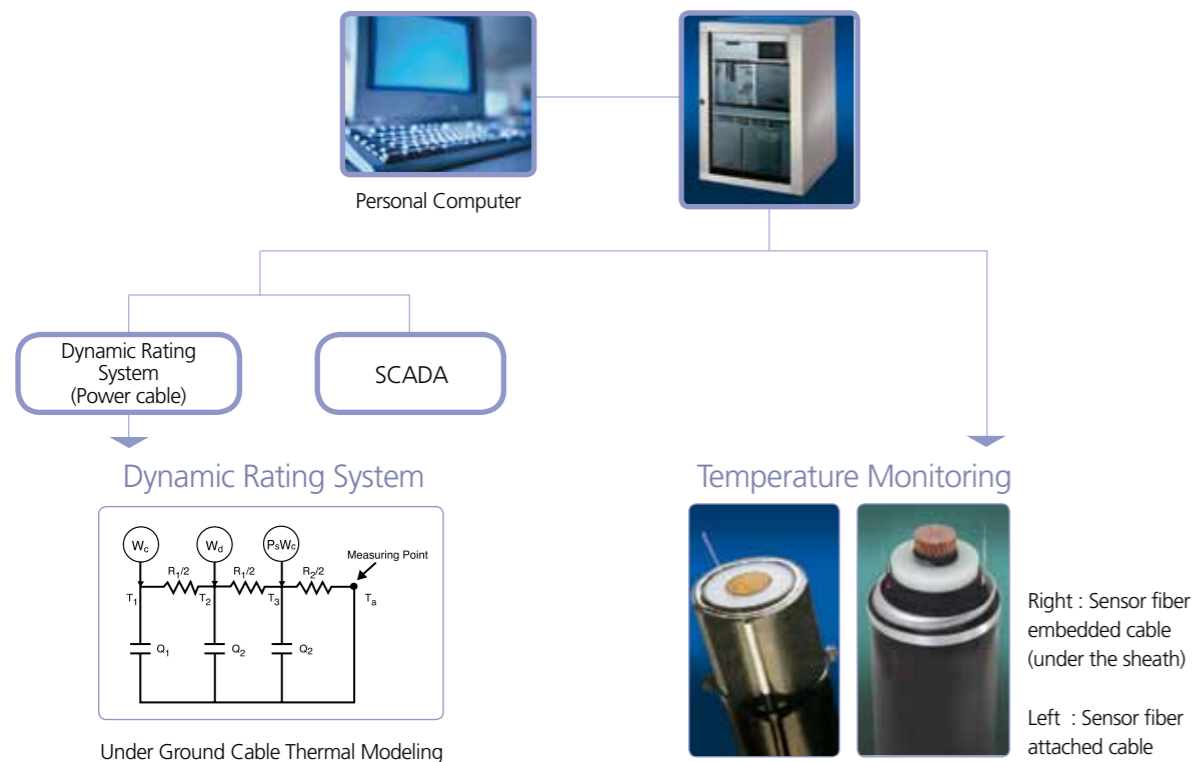 Personal Computer
Dynamic Rating
System
(Power cable)
SCADA
Dynamic Rating System
Temperature Monitoring
Wc
Wd
PsWc
Measuring Point
R1/2
R1/2
R2/2
T1
T2
T3
Ta
Q1
Q2
Q2
Under Ground Cable Thermal Modeling
Right : Sensor fiber
embedded cable
(under the sheath)
Left : Sensor fiber
attached cable